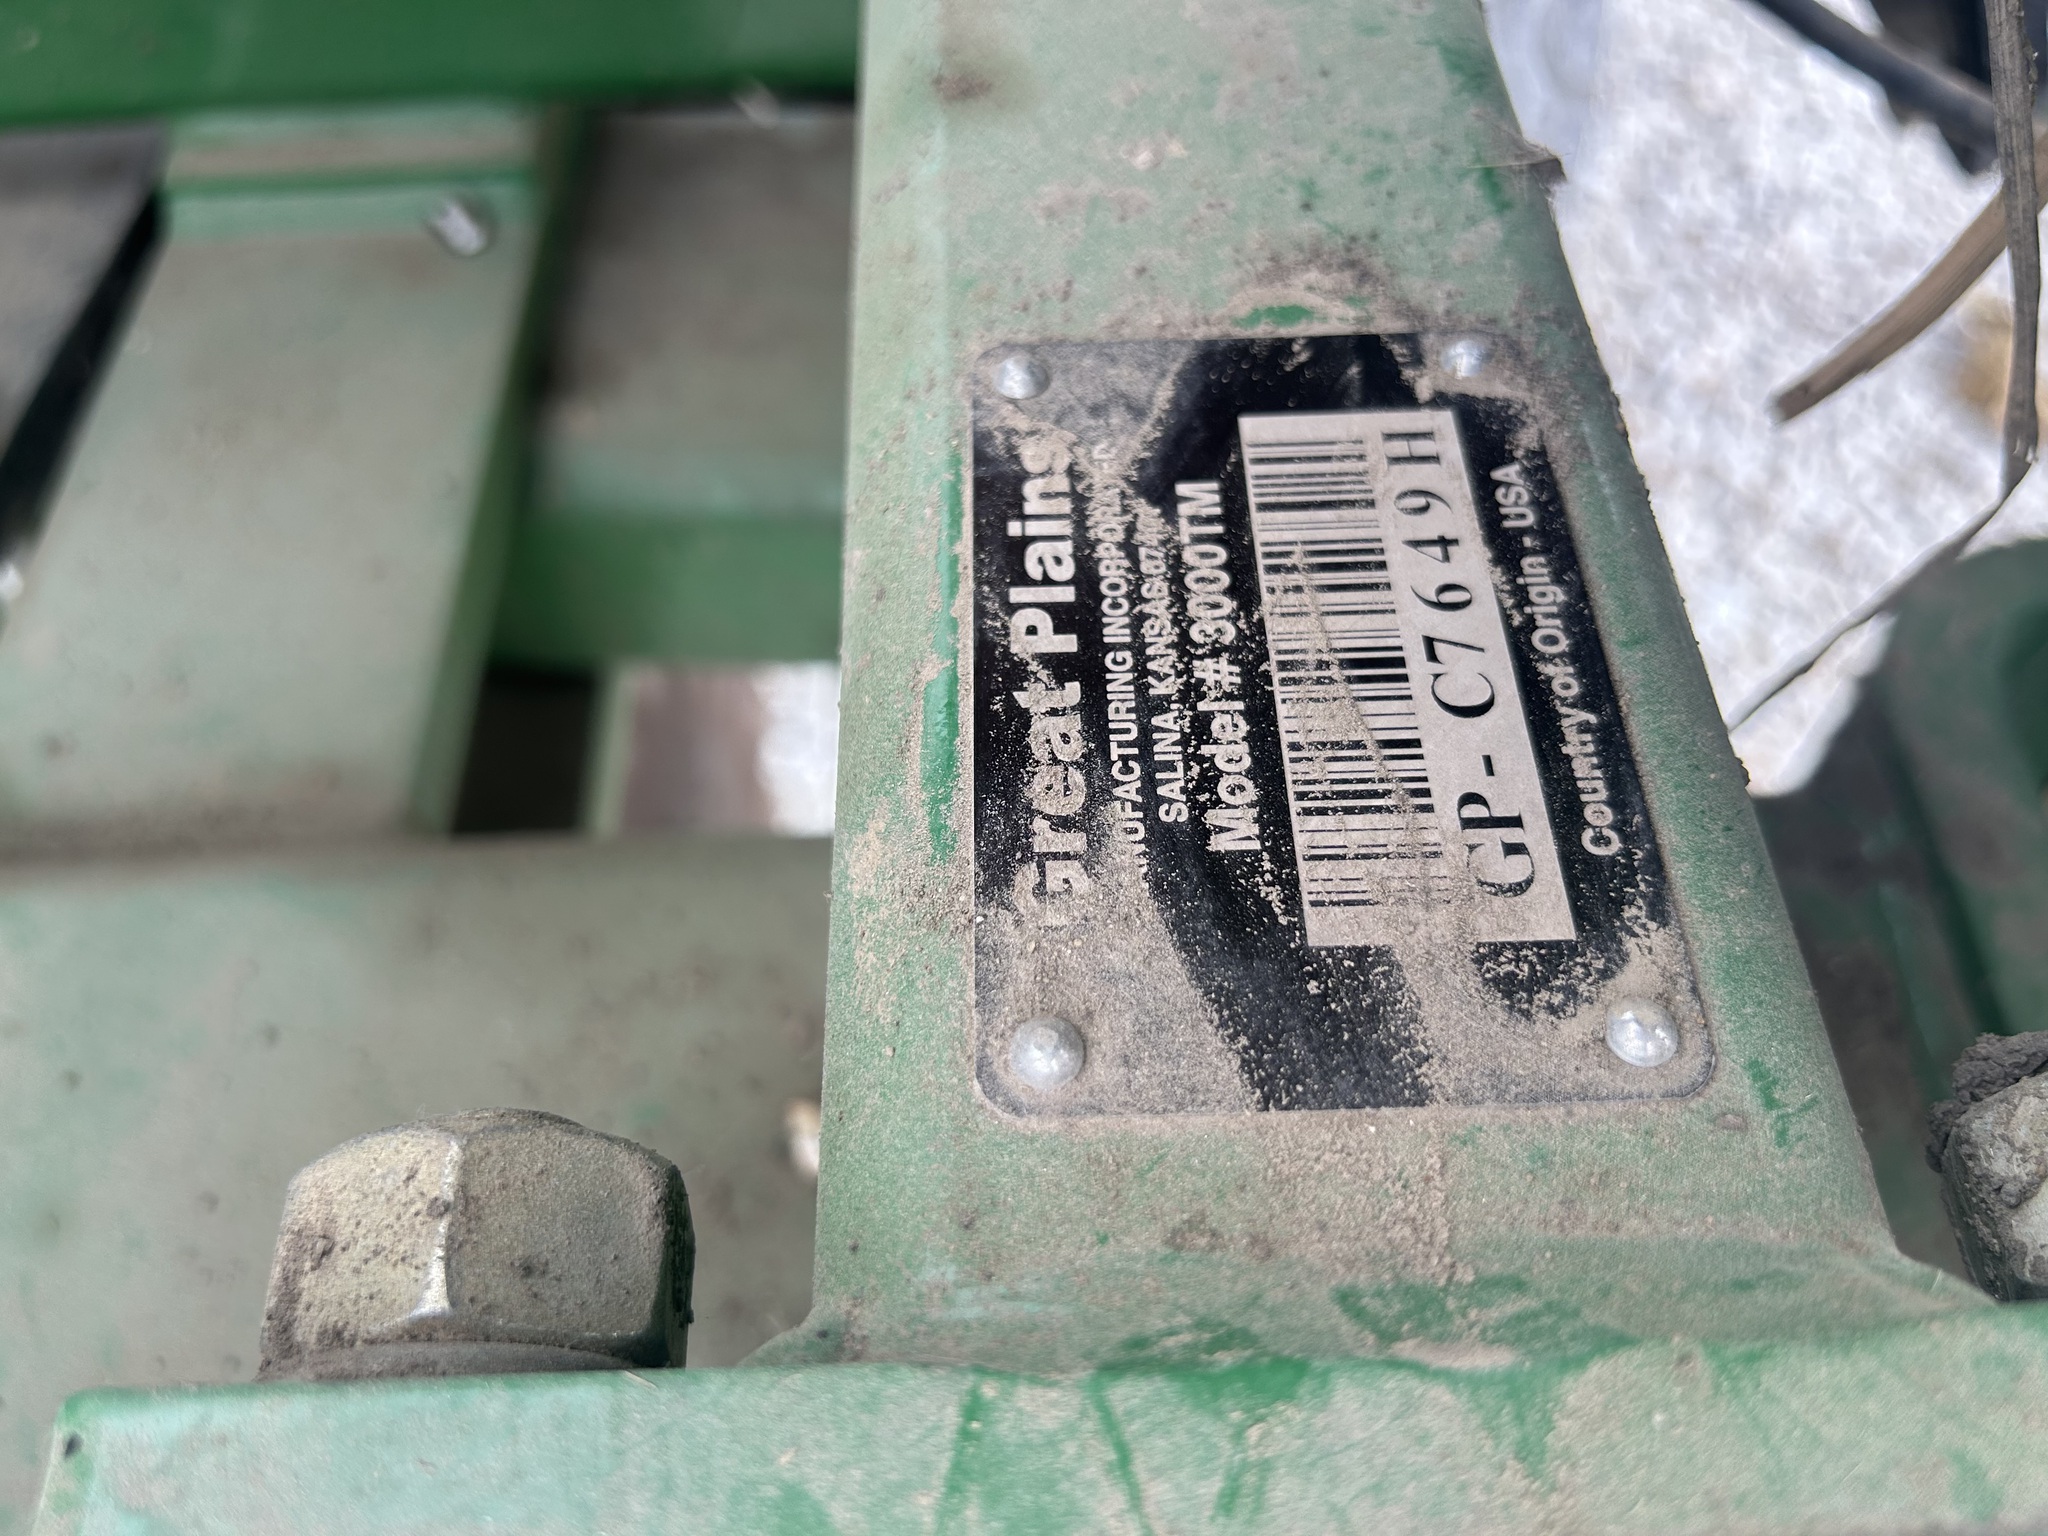 Great Plains
MANUFACTURING INCORPORATED
SALINA, KANSAS
Model # 3000TM
GP - C7649H
Country of Origin - USA